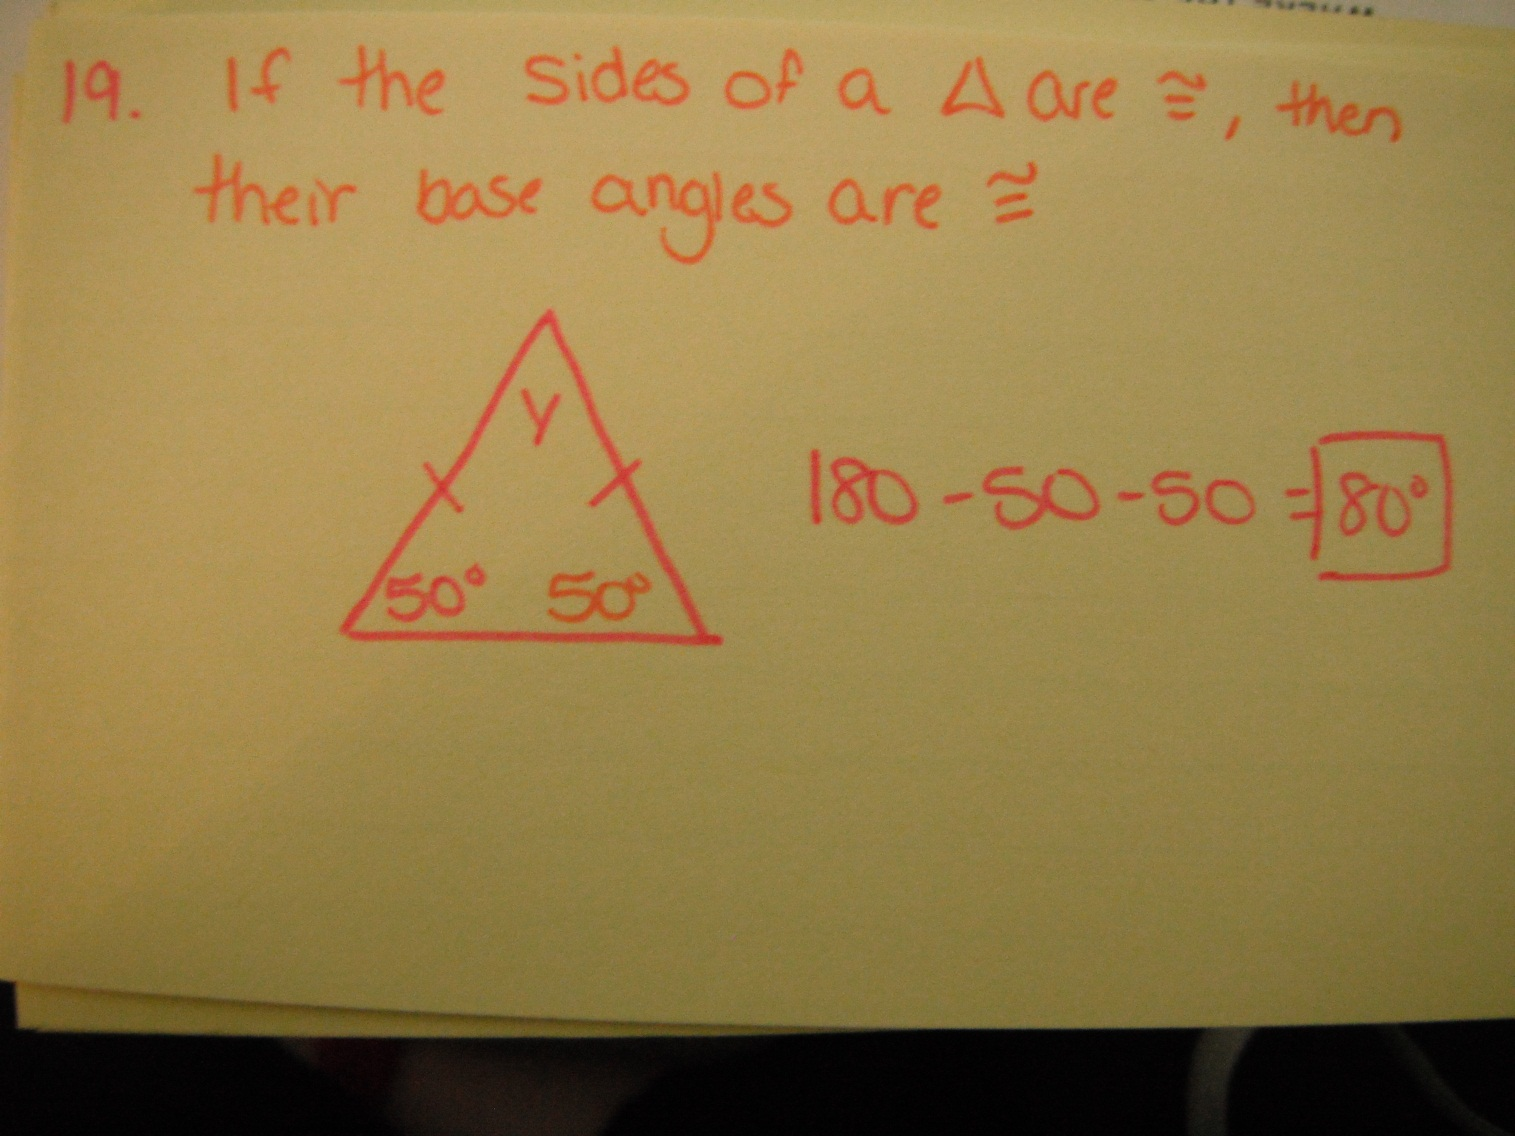 19. If the sides of a Δ are ≅, then
their base angles are ≅
Y
180 - 50 - 50 = 80°
50° 50°